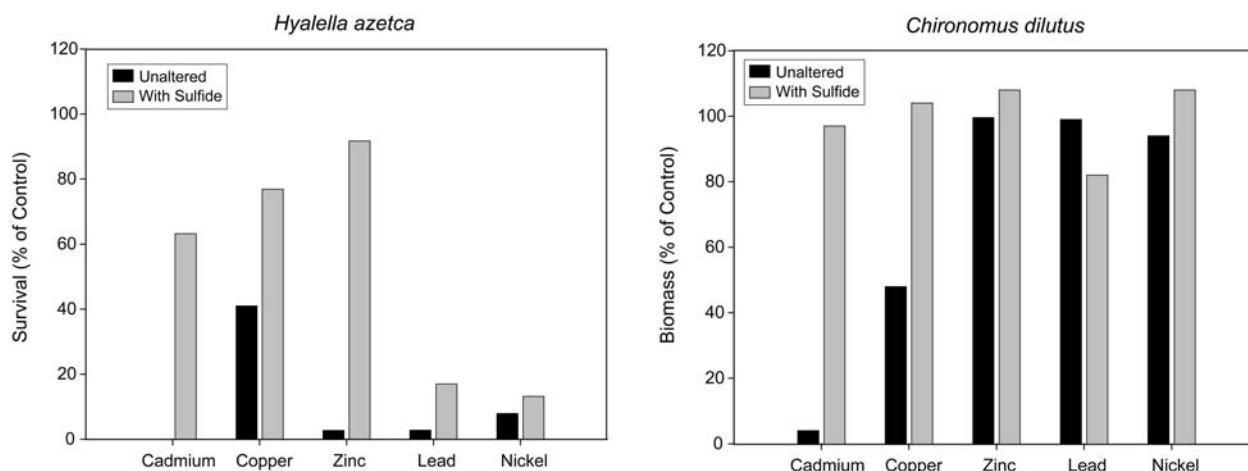 Hyalella azetca
120
100
80
60
40
20
0
Survival (% of Control)
Unaltered
With Sulfide
Cadmium Copper Zinc Lead Nickel
Chironomus dilutus
120
100
80
60
40
20
0
Biomass (% of Control)
Unaltered
With Sulfide
Cadmium Copper Zinc Lead Nickel